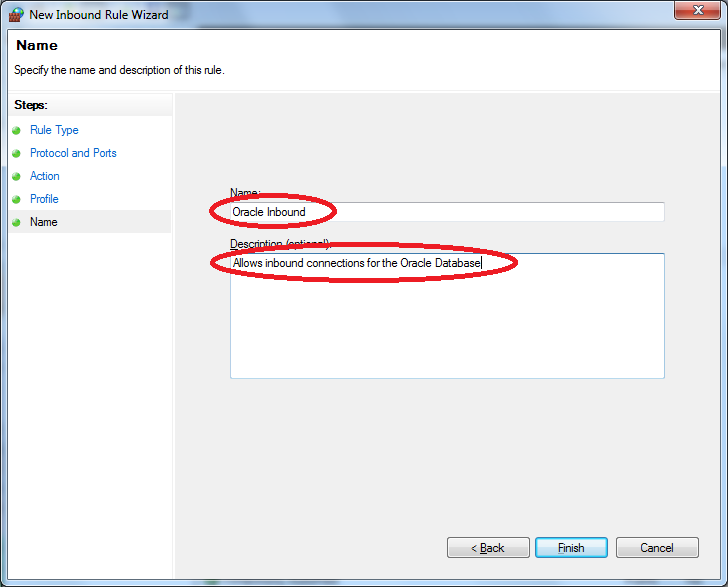 New Inbound Rule Wizard
Name
Specify the name and description of this rule.
Steps:
Rule Type
Protocol and Ports
Action
Profile
Name
Name:
Oracle Inbound
Description (optional):
Allows inbound connections for the Oracle Database
< Back
Finish
Cancel